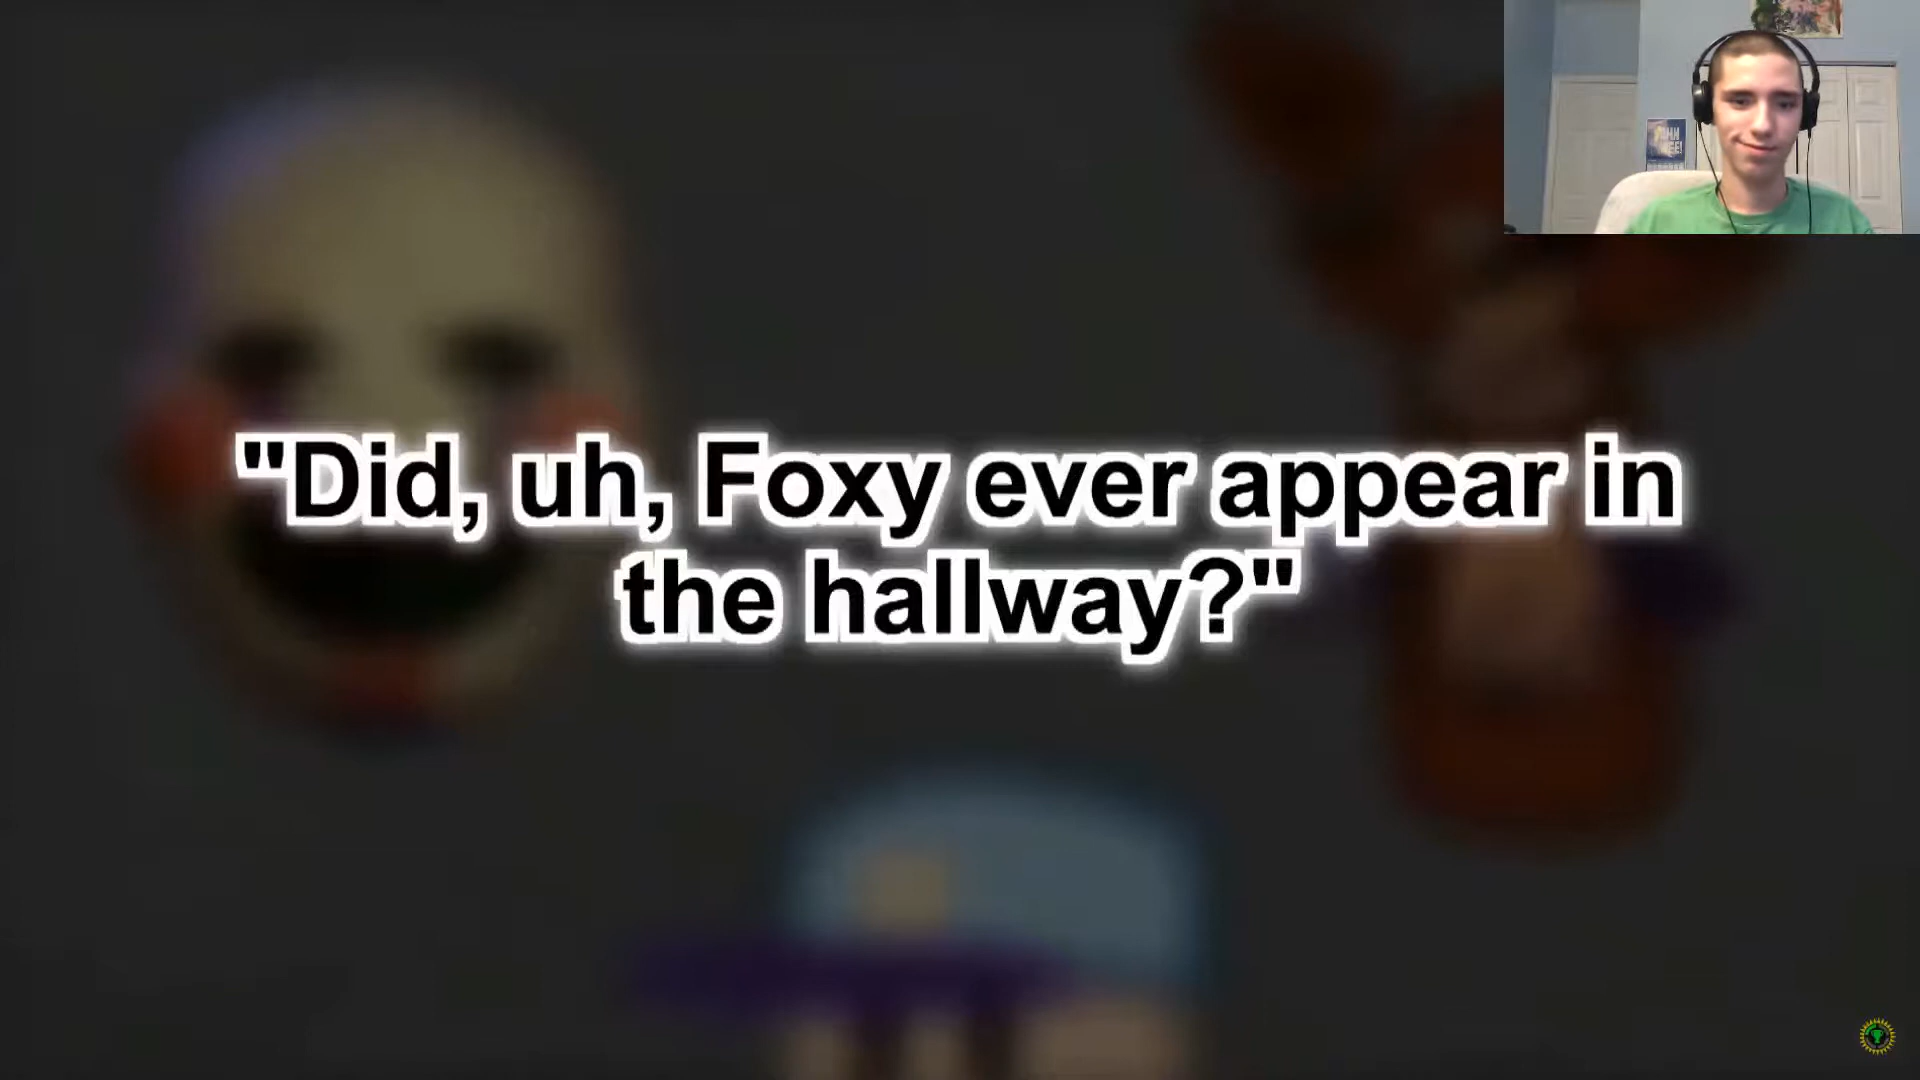 "Did, uh, Foxy ever appear in
the hallway?"